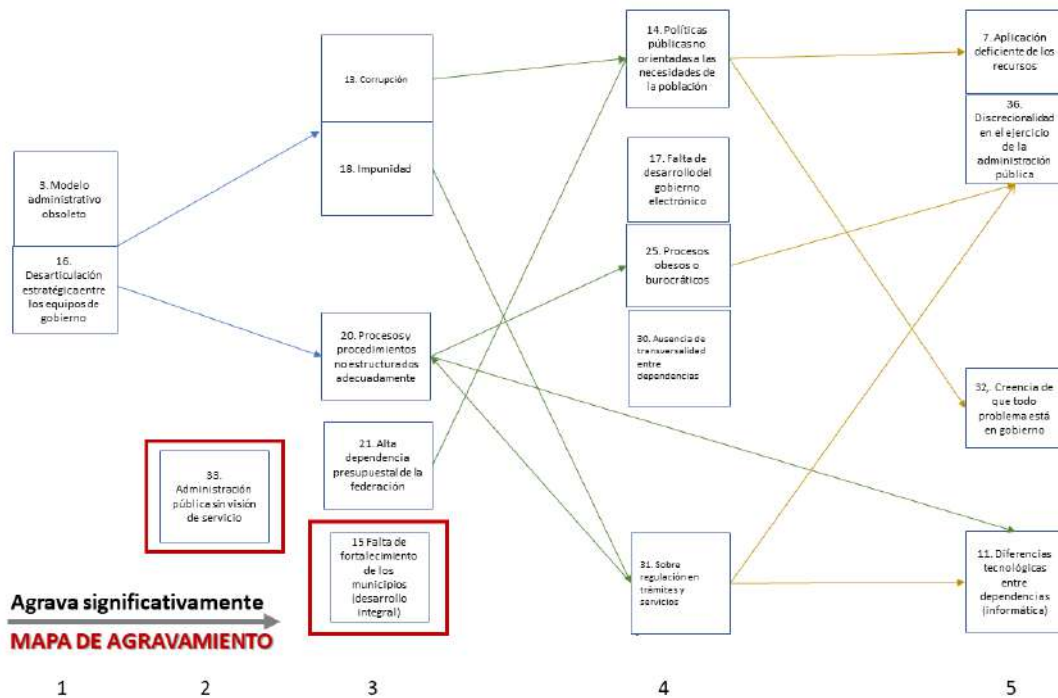 3. Modelo
administrativo
obsoleto
16.
Desarticulación
estratégica entre
los equipos de
gobierno
33.
Administración
pública sin visión
de servicio
13. Corrupción
18. Impunidad
20. Procesos y
procedimientos
no estructurados
adecuadamente
21. Alta
dependencia
presupuestal de la
federación
15 Falta de
fortalecimiento
de los
municipios
(desarrollo
integral)
14. Políticas
públicas no
orientadas a las
necesidades de
la población
17. Falta de
desarrollo del
gobierno
electrónico
25. Procesos
obesos o
burocráticos
30. Ausencia de
transversalidad
entre
dependencias
31. Sobre
regulación en
trámites y
servicios
7. Aplicación
deficiente de los
recursos
36.
Discrecionalidad
en el ejercicio de
la administración
pública
32,. Creencia de
que todo
problema está
en gobierno
11. Diferencias
tecnológicas
entre
dependencias
(informática)
Agrava significativamente
MAPA DE AGRAVAMIENTO
1 2 3 4 5